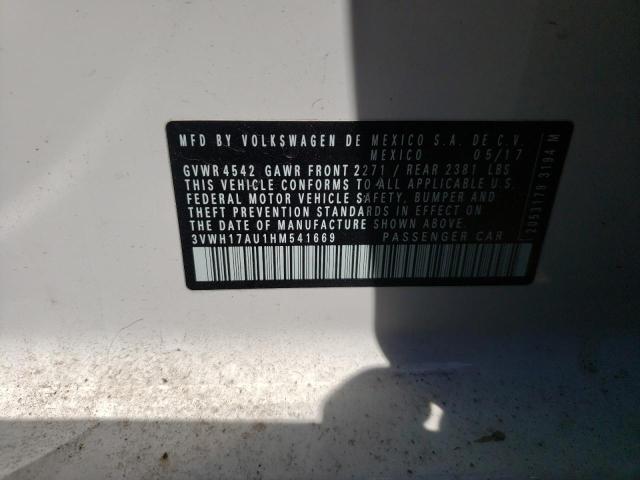 MFD BY VOLKSWAGEN DE MEXICO S.A. DE C.V.
MEXICO 05/17
GVWR 4542 GAWR FRONT 2271 / REAR 2381 LBS
THIS VEHICLE CONFORMS TO ALL APPLICABLE U.S.
FEDERAL MOTOR VEHICLE SAFETY, BUMPER AND
THEFT PREVENTION STANDARDS IN EFFECT ON
THE DATE OF MANUFACTURE SHOWN ABOVE.
3VWH17AU1HM541669 PASSENGER CAR
12053179 3194 M